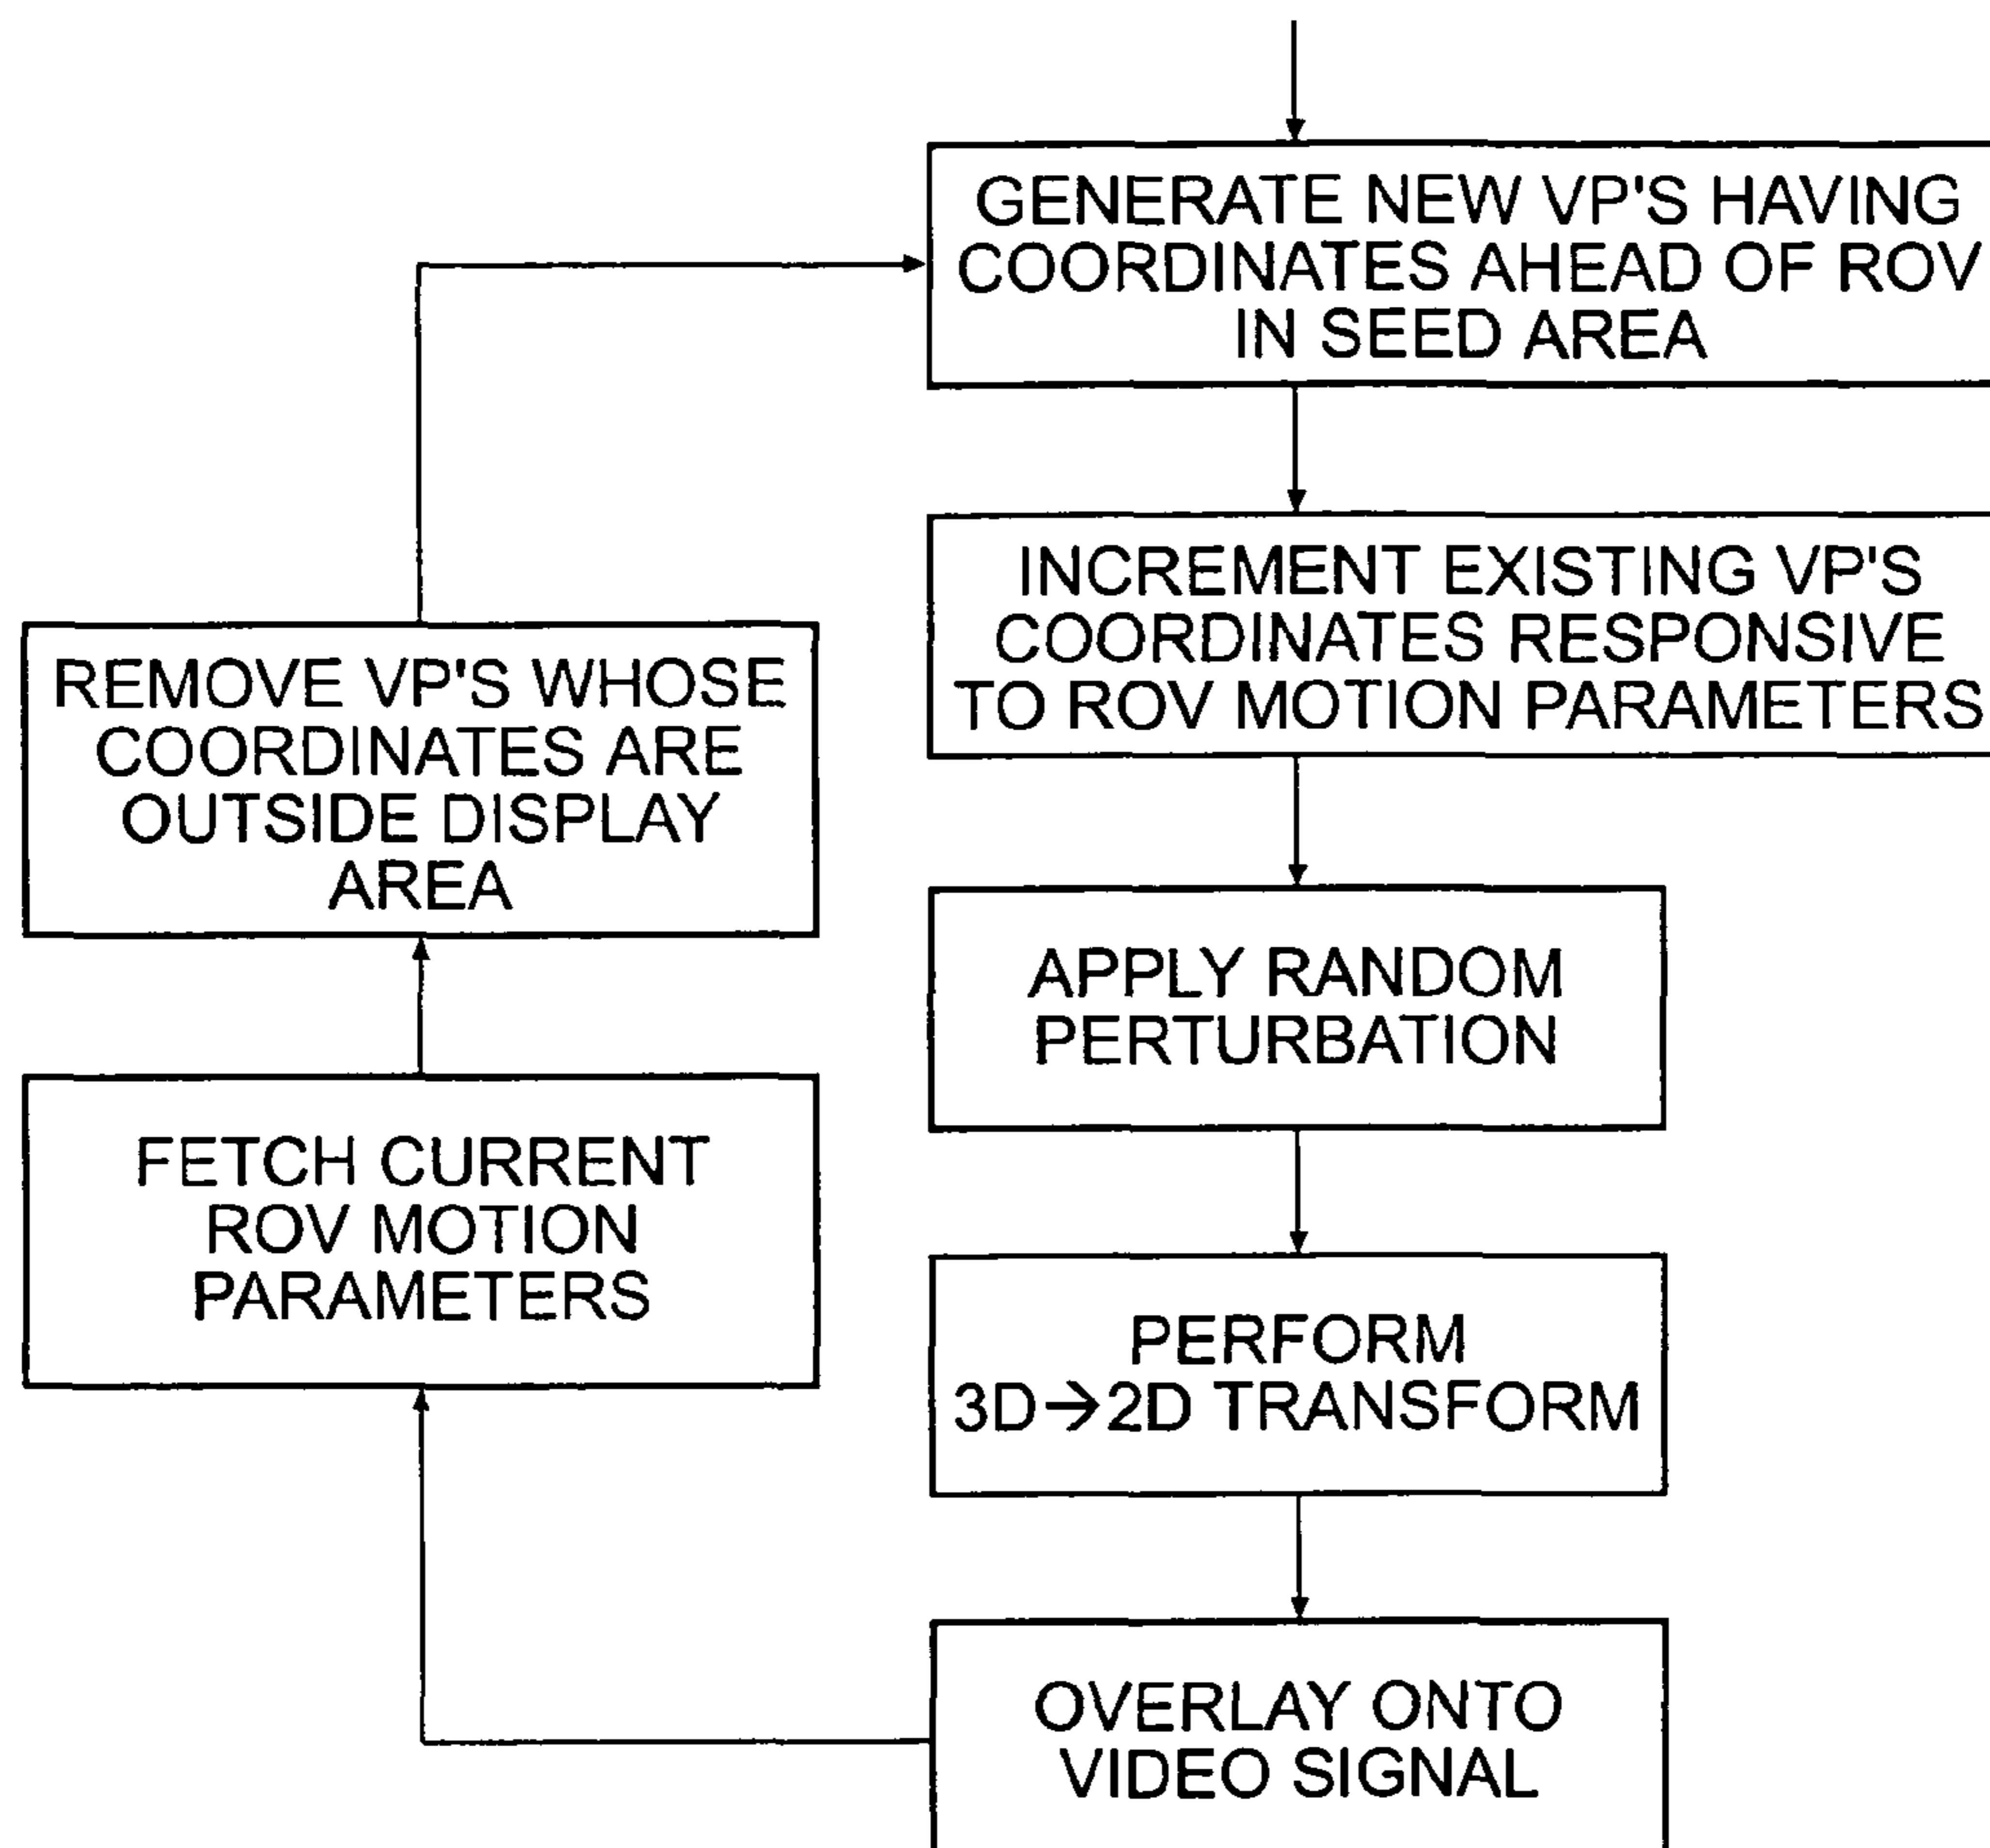 GENERATE NEW VP'S HAVING
COORDINATES AHEAD OF ROV
IN SEED AREA
INCREMENT EXISTING VP'S
COORDINATES RESPONSIVE
TO ROV MOTION PARAMETERS
REMOVE VP'S WHOSE
COORDINATES ARE
OUTSIDE DISPLAY
AREA
APPLY RANDOM
PERTURBATION
FETCH CURRENT
ROV MOTION
PARAMETERS
PERFORM
3D→2D TRANSFORM
OVERLAY ONTO
VIDEO SIGNAL